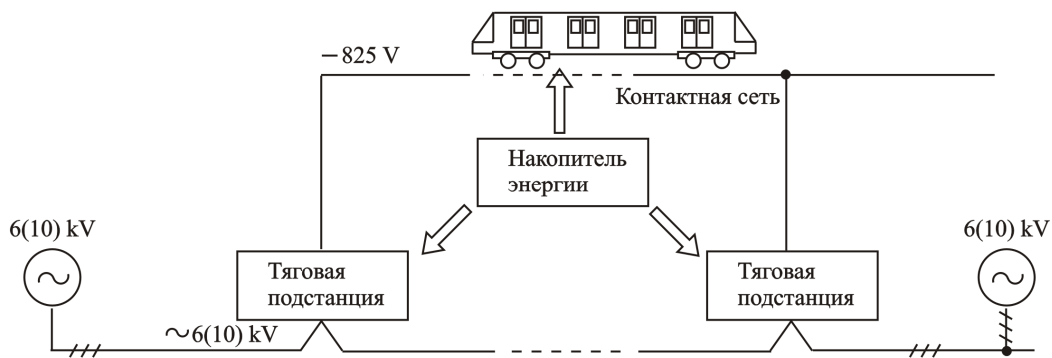 −825 V
Контактная сеть
Накопитель
энергии
6(10) kV
6(10) kV
Тяговая
подстанция
Тяговая
подстанция
~6(10) kV